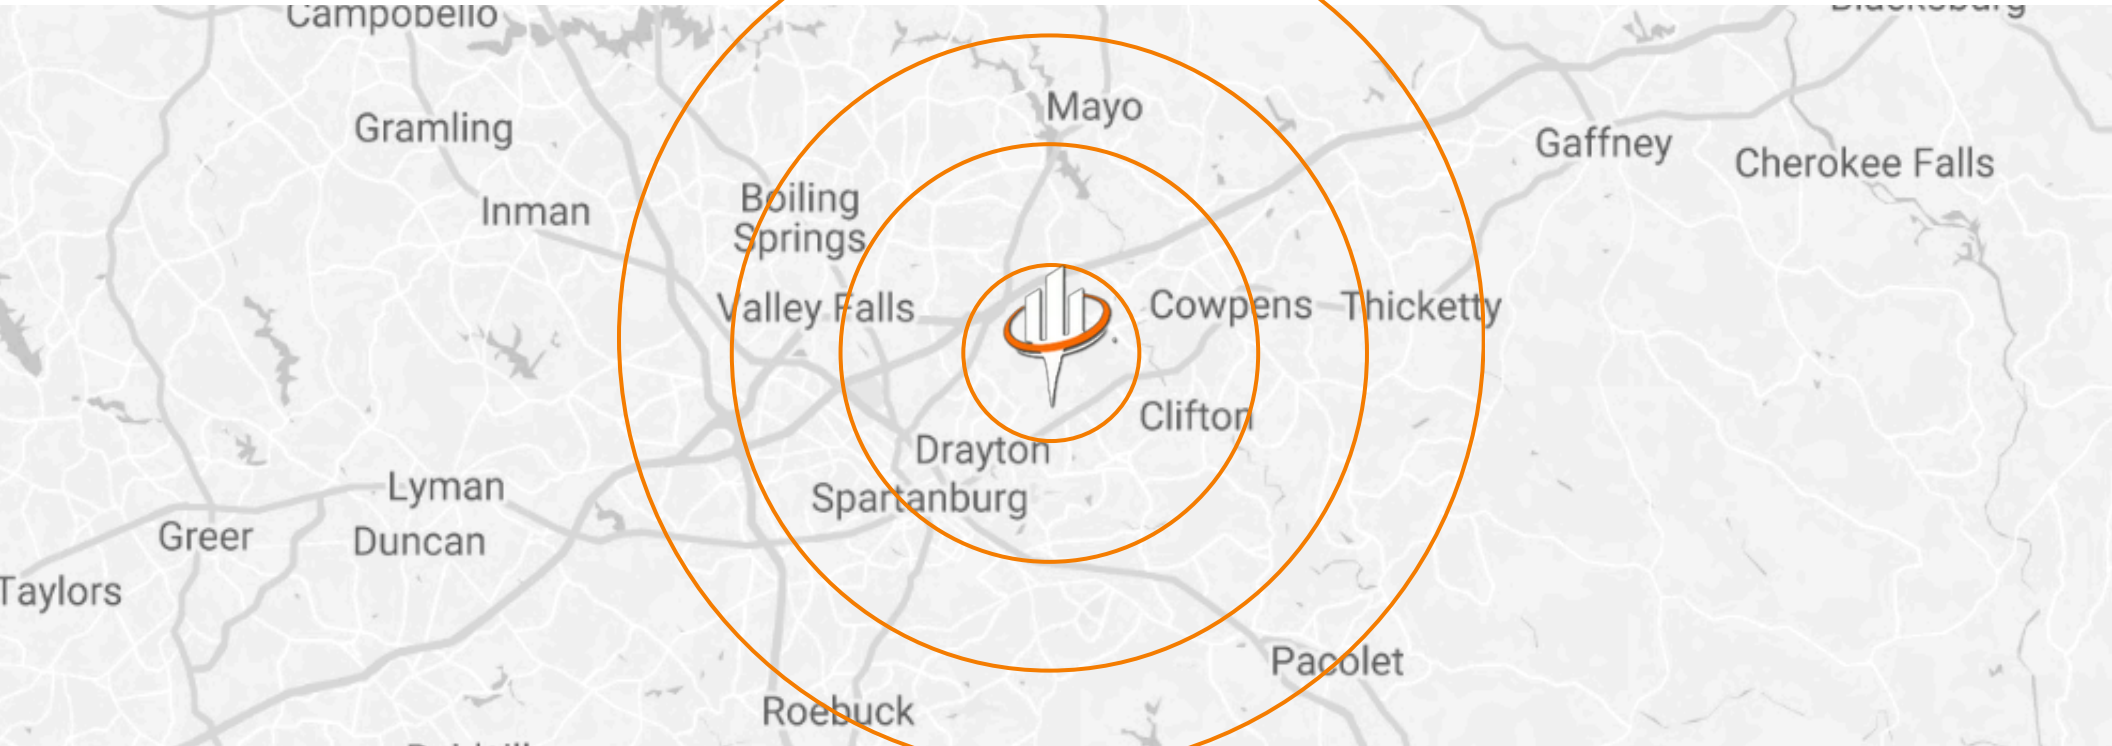 Campobello
Blacksburg
Mayo
Gramling
Gaffney
Cherokee Falls
Boiling
Springs
Inman
Valley Falls
Cowpens
Thicketty
Clifton
Drayton
Lyman
Spartanburg
Greer
Duncan
Taylors
Pacolet
Roebuck